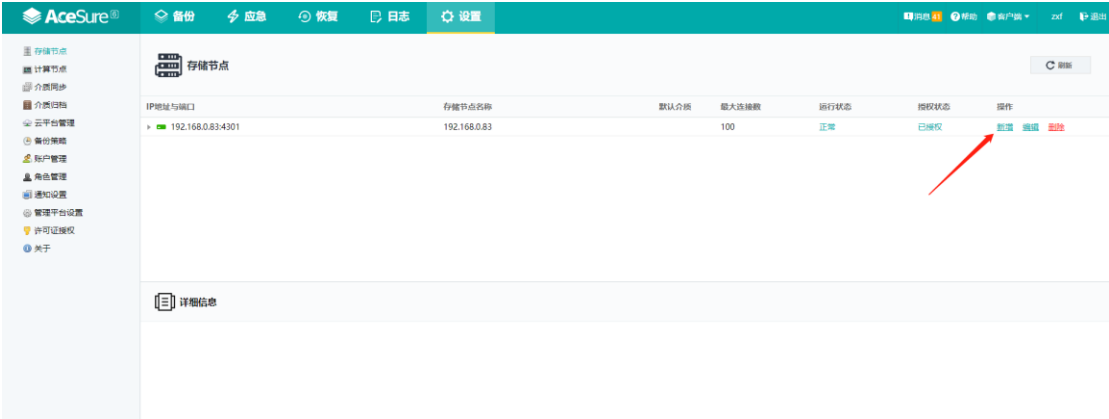 AceSure® 备份 应急 恢复 日志 设置 消息 41 帮助 客户端 zxf 退出
存储节点
计算节点
介质同步
介质归档
云平台管理
备份策略
账户管理
角色管理
通知设置
管理平台设置
许可证授权
关于
存储节点 刷新
IP地址与端口 存储节点名称 默认介质 最大连接数 运行状态 授权状态 操作
192.168.0.83:4301 192.168.0.83 100 正常 已授权 新增 编辑 删除
详细信息